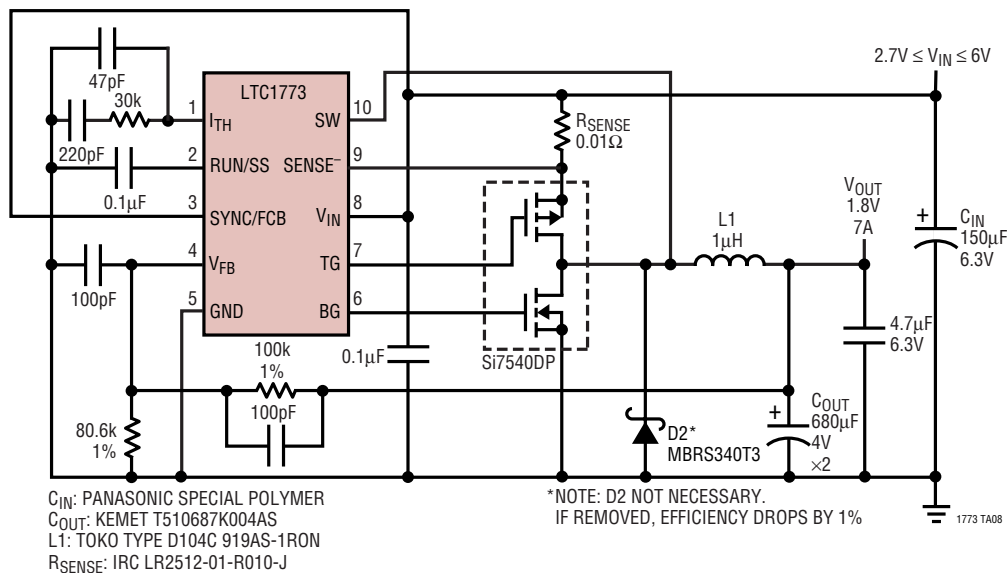 2.7V ≤ VIN ≤ 6V
47pF
30k
220pF
0.1µF
100pF
LTC1773
1
ITH
2
RUN/SS
3
SYNC/FCB
4
VFB
5
GND
10
SW
9
SENSE–
8
VIN
7
TG
6
BG
RSENSE
0.01Ω
Si7540DP
L1
1µH
VOUT
1.8V
7A
+
CIN
150µF
6.3V
4.7µF
6.3V
100k
1%
100pF
0.1µF
80.6k
1%
D2*
MBRS340T3
+
COUT
680µF
4V
×2
CIN: PANASONIC SPECIAL POLYMER
COUT: KEMET T510687K004AS
L1: TOKO TYPE D104C 919AS-1RON
RSENSE: IRC LR2512-01-R010-J
*NOTE: D2 NOT NECESSARY.
IF REMOVED, EFFICIENCY DROPS BY 1%
1773 TA08